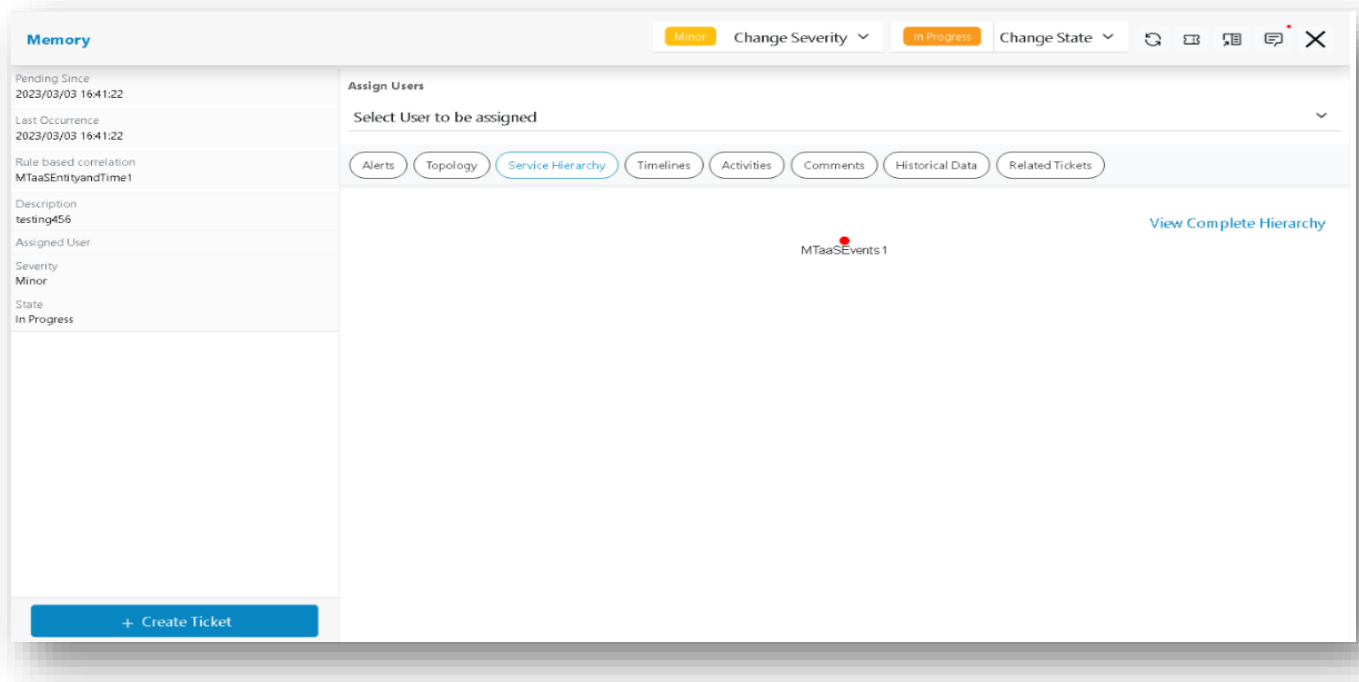 Memory
Minor Change Severity In Progress Change State
Pending Since
2023/03/03 16:41:22
Last Occurrence
2023/03/03 16:41:22
Rule based correlation
MTaaSEntityandTime1
Description
testing456
Assigned User
Severity
Minor
State
In Progress
+ Create Ticket
Assign Users
Select User to be assigned
Alerts Topology Service Hierarchy Timelines Activities Comments Historical Data Related Tickets
View Complete Hierarchy
MTaaSEvents1